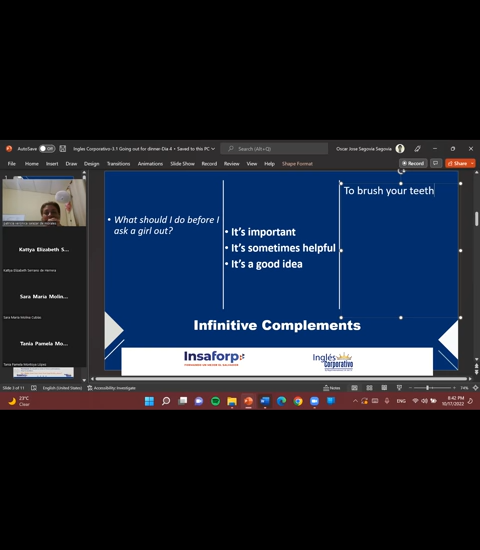 AutoSave Off Ingles Corporativo-3.1 Going out for dinner-Dia 4 • Saved to this PC Search (Alt+Q) Oscar Jose Segovia Segovia
File Home Insert Draw Design Transitions Animations Slide Show Record Review View Help Shape Format Record Share
1
To brush your teeth
• What should I do before I
ask a girl out?
• It's important
• It's sometimes helpful
• It's a good idea
Kattya Elizabeth S...
Kattya Elizabeth Serrano de Herrera
Sara Maria Molin...
Sara Maria Molina Cañas
Tania Pamela Mo...
Tania Pamela Montoya López
Infinitive Complements
Insaforp
Inglés
Corporativo
Slide 3 of 11 English (United States) Accessibility: Investigate Notes 74%
23°C
Clear
ENG
8:42 PM
10/17/2022